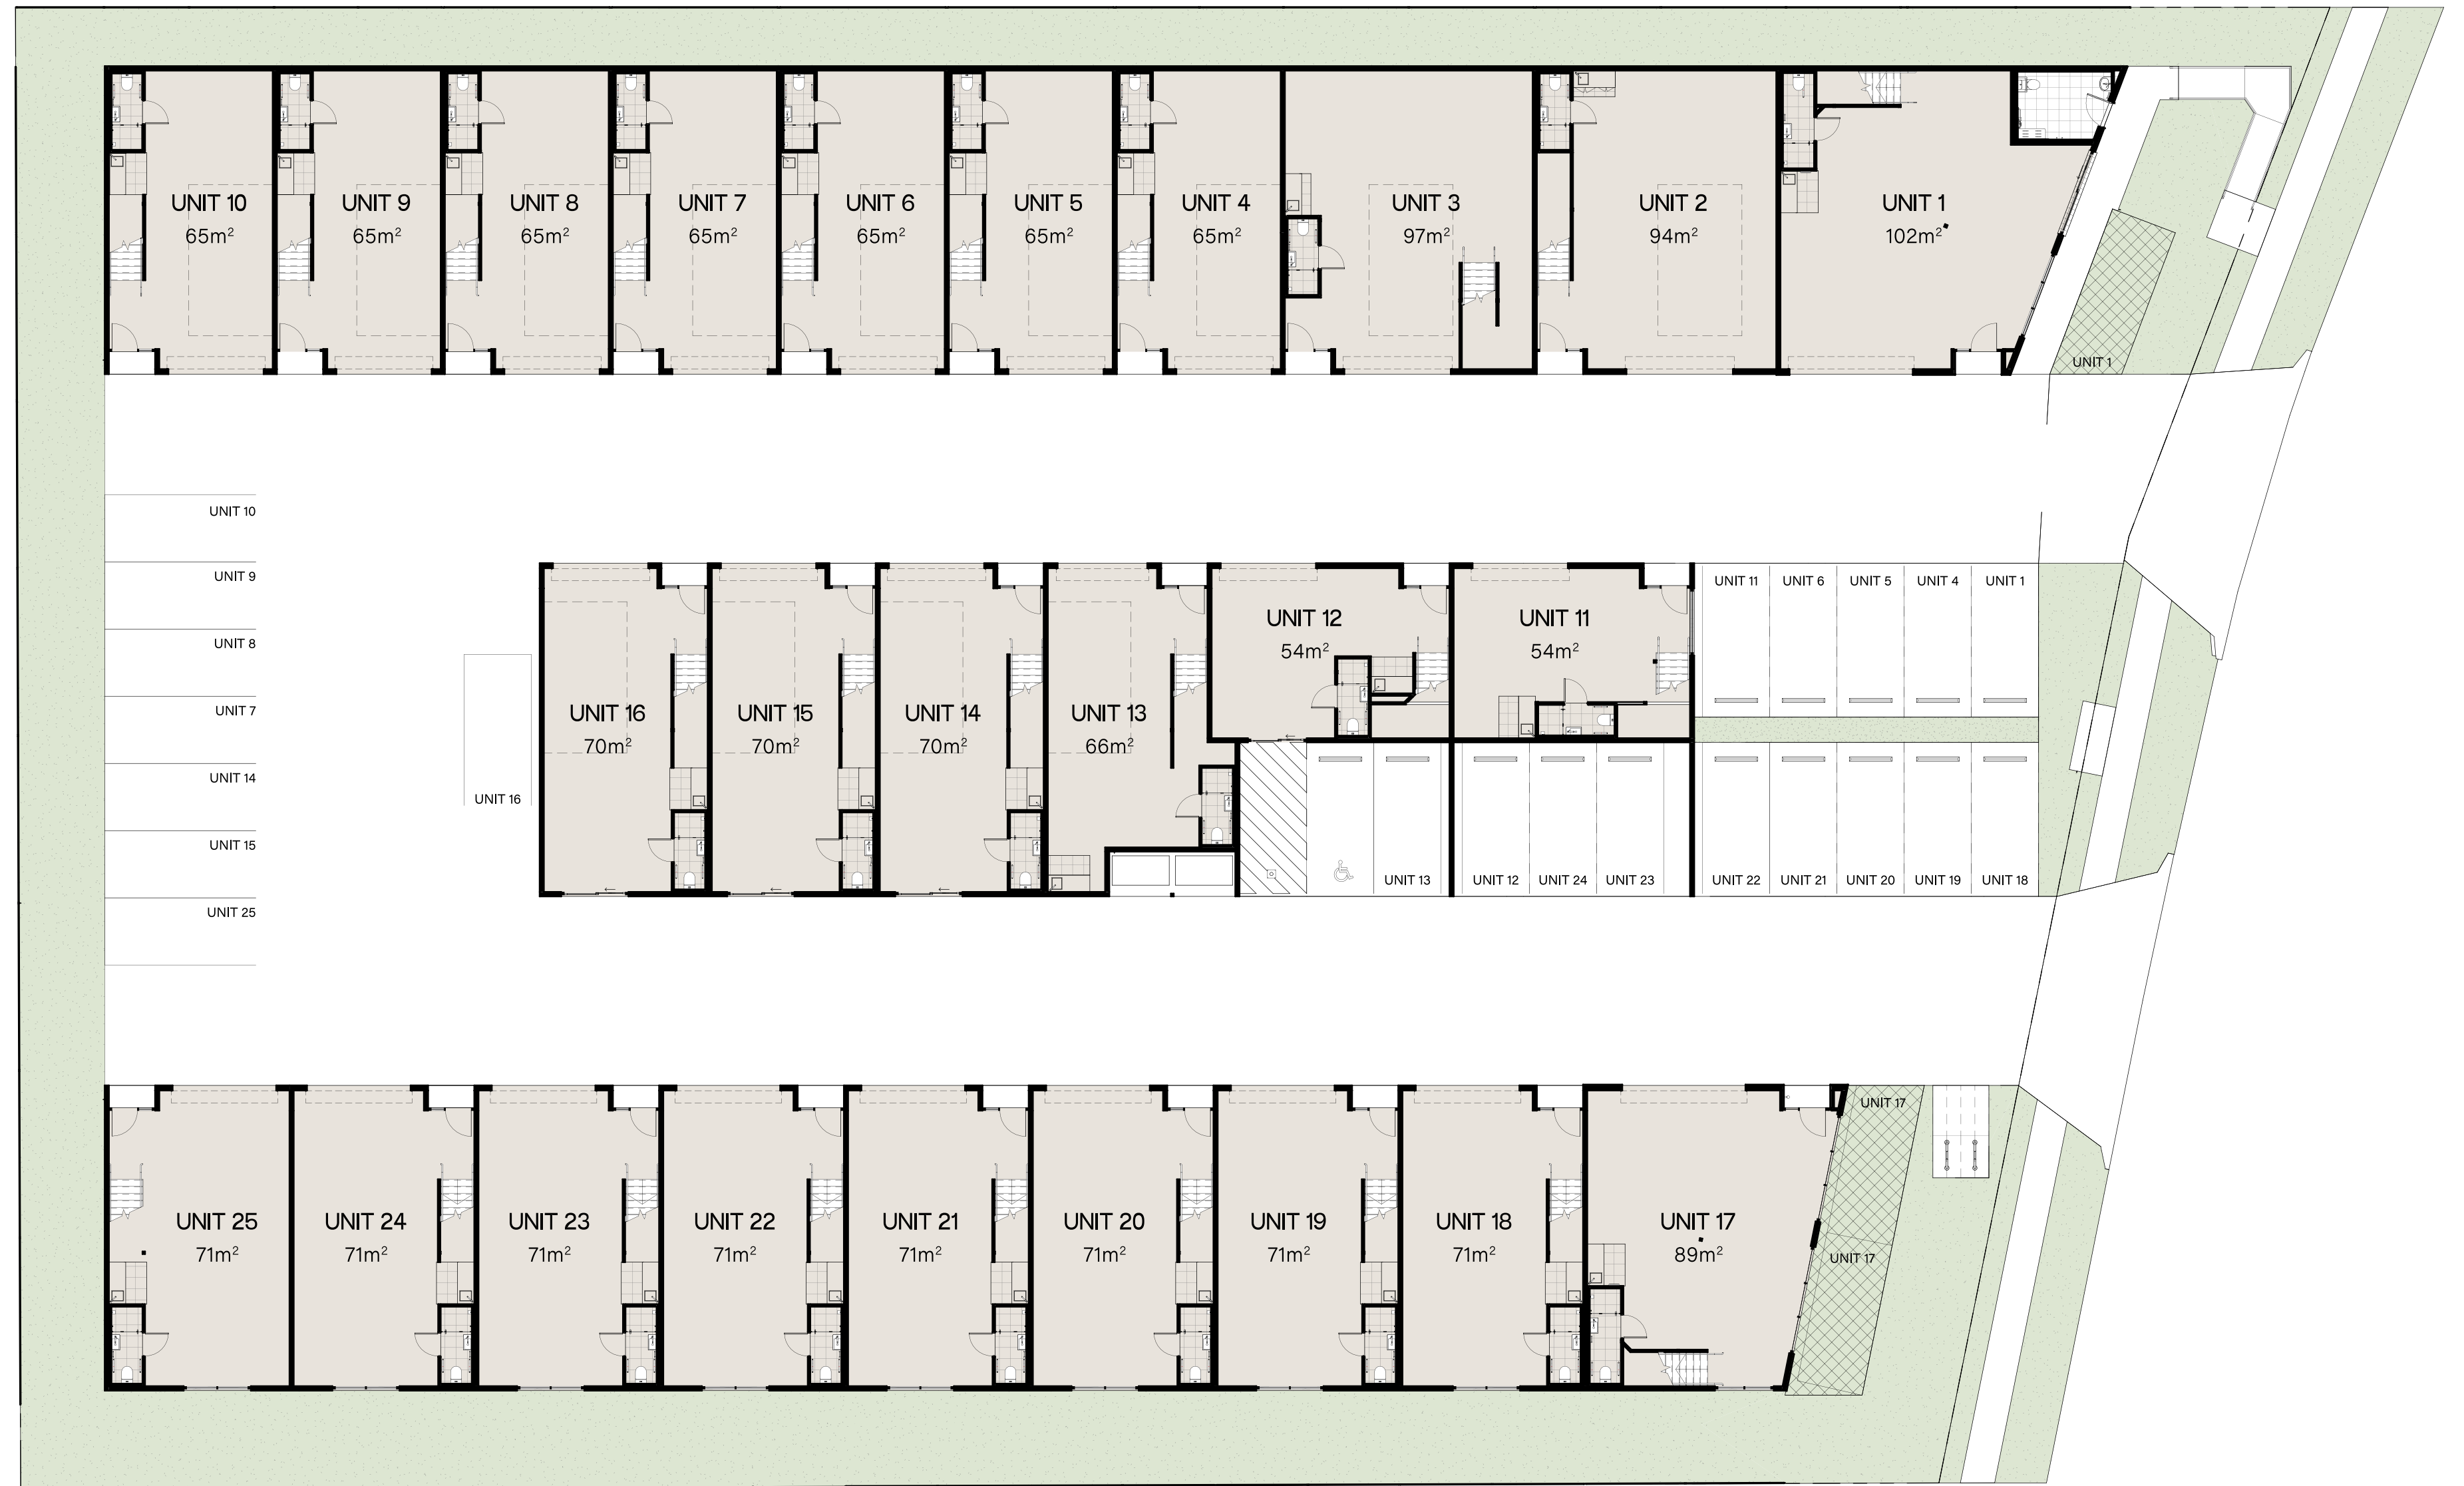 UNIT 10
65m²
UNIT 9
65m²
UNIT 8
65m²
UNIT 7
65m²
UNIT 6
65m²
UNIT 5
65m²
UNIT 4
65m²
UNIT 3
97m²
UNIT 2
94m²
UNIT 1
102m²
UNIT 1
UNIT 10
UNIT 9
UNIT 8
UNIT 7
UNIT 14
UNIT 15
UNIT 25
UNIT 16
UNIT 16
70m²
UNIT 15
70m²
UNIT 14
70m²
UNIT 13
66m²
UNIT 12
54m²
UNIT 11
54m²
UNIT 11
UNIT 6
UNIT 5
UNIT 4
UNIT 1
UNIT 13
UNIT 12
UNIT 24
UNIT 23
UNIT 22
UNIT 21
UNIT 20
UNIT 19
UNIT 18
UNIT 25
71m²
UNIT 24
71m²
UNIT 23
71m²
UNIT 22
71m²
UNIT 21
71m²
UNIT 20
71m²
UNIT 19
71m²
UNIT 18
71m²
UNIT 17
89m²
UNIT 17
UNIT 17